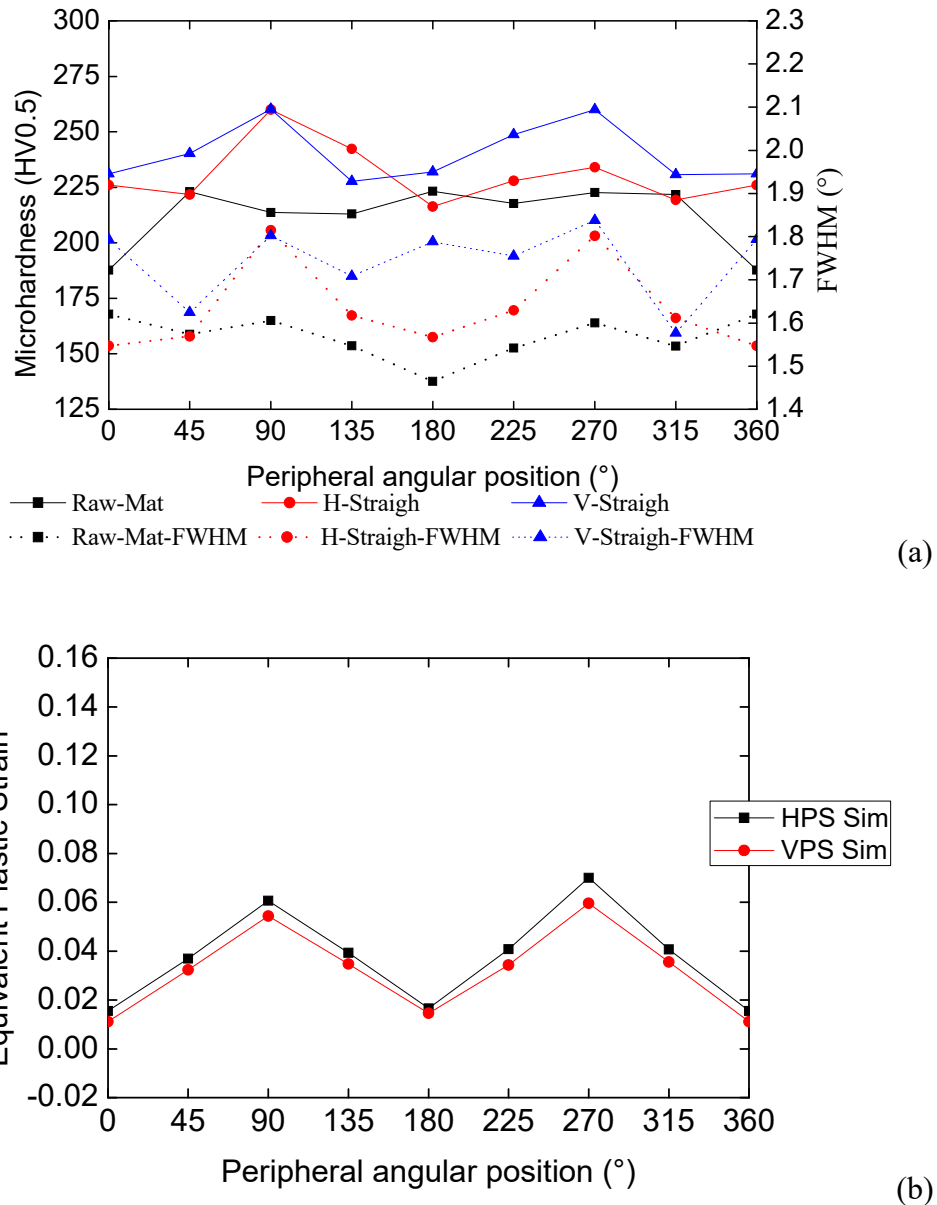 300
275
250
225
200
175
150
125
Microhardness (HV0.5)
2.3
2.2
2.1
2.0
1.9
1.8
1.7
1.6
1.5
1.4
FWHM (°)
0 45 90 135 180 225 270 315 360
Peripheral angular position (°)
Raw-Mat H-Straigh V-Straigh
Raw-Mat-FWHM H-Straigh-FWHM V-Straigh-FWHM
(a)
0.16
0.14
0.12
0.10
0.08
0.06
0.04
0.02
0.00
-0.02
Equivalent Plastic Strain
HPS Sim
VPS Sim
0 45 90 135 180 225 270 315 360
Peripheral angular position (°)
(b)